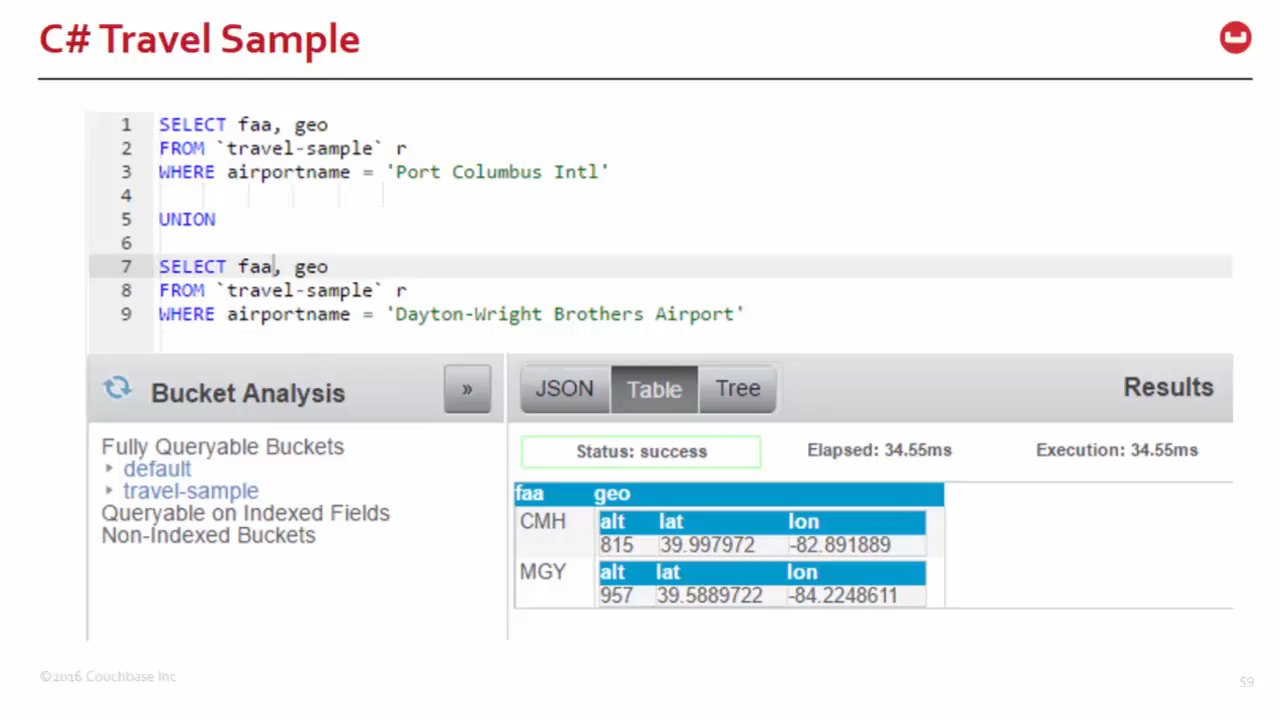 C# Travel Sample
1 SELECT faa, geo
2 FROM `travel-sample` r
3 WHERE airportname = 'Port Columbus Intl'
4
5 UNION
6
7 SELECT faa, geo
8 FROM `travel-sample` r
9 WHERE airportname = 'Dayton-Wright Brothers Airport'
Bucket Analysis »
Fully Queryable Buckets
default
travel-sample
Queryable on Indexed Fields
Non-Indexed Buckets
JSON Table Tree Results
Status: success Elapsed: 34.55ms Execution: 34.55ms
faa geo
CMH alt lat lon
815 39.997972 -82.891889
MGY alt lat lon
957 39.5889722 -84.2248611
©2016 Couchbase Inc
59